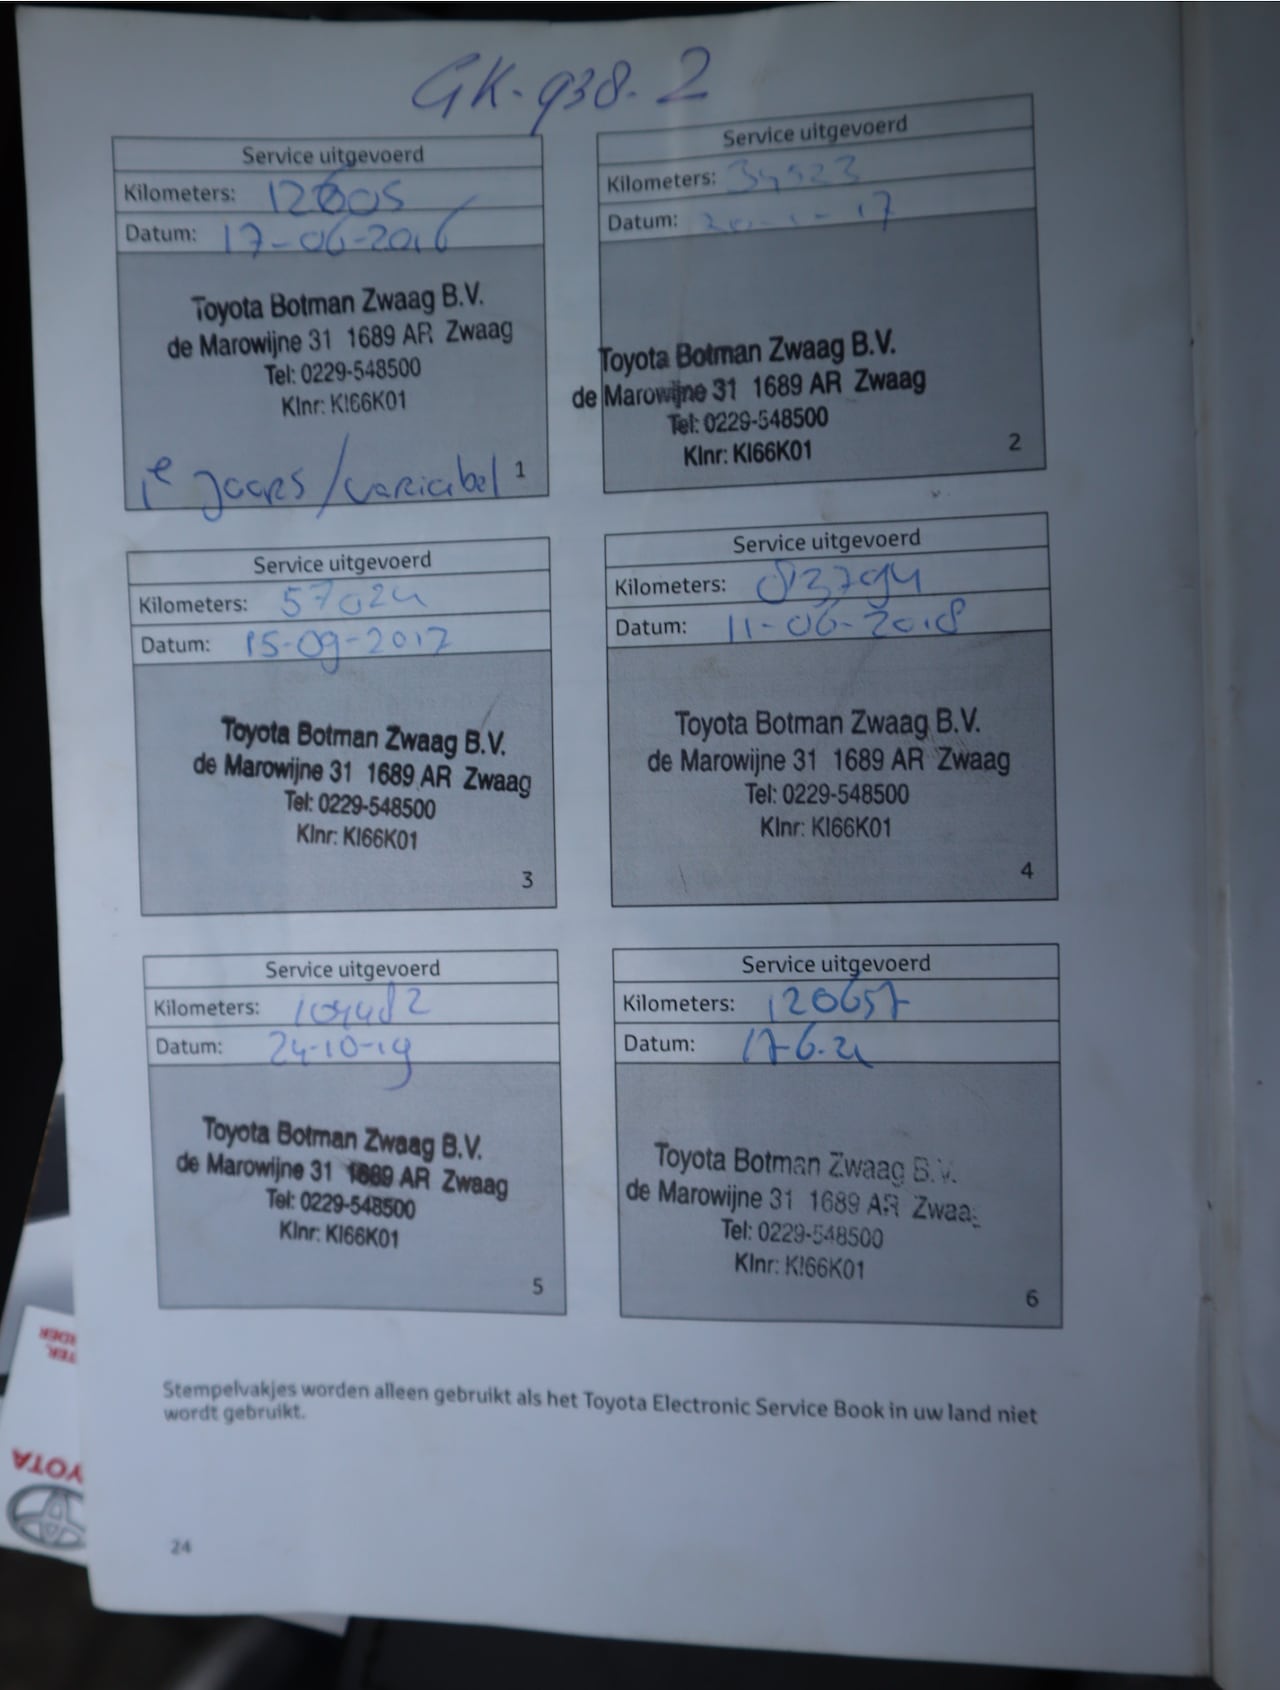 GK-938-2
Service uitgevoerd
Kilometers: 12605
Datum: 17-06-2016
Toyota Botman Zwaag B.V.
de Marowijne 31 1689 AR Zwaag
Tel: 0229-548500
Klnr: KI66K01
1e Jaars/variabel 1
Service uitgevoerd
Kilometers: 34523
Datum:
Toyota Botman Zwaag B.V.
de Marowijne 31 1689 AR Zwaag
Tel: 0229-548500
Klnr: KI66K01
2
Service uitgevoerd
Kilometers: 57024
Datum: 15-09-2017
Toyota Botman Zwaag B.V.
de Marowijne 31 1689 AR Zwaag
Tel: 0229-548500
Klnr: KI66K01
3
Service uitgevoerd
Kilometers: 83794
Datum: 11-06-2018
Toyota Botman Zwaag B.V.
de Marowijne 31 1689 AR Zwaag
Tel: 0229-548500
Klnr: KI66K01
4
Service uitgevoerd
Kilometers:
Datum: 24-10-19
Toyota Botman Zwaag B.V.
de Marowijne 31 1689 AR Zwaag
Tel: 0229-548500
Klnr: KI66K01
5
Service uitgevoerd
Kilometers: 120657
Datum: 17-6-21
Toyota Botman Zwaag B.V.
de Marowijne 31 1689 AR Zwaag
Tel: 0229-548500
Klnr: KI66K01
6
Stempelvakjes worden alleen gebruikt als het Toyota Electronic Service Book in uw land niet
wordt gebruikt.
24